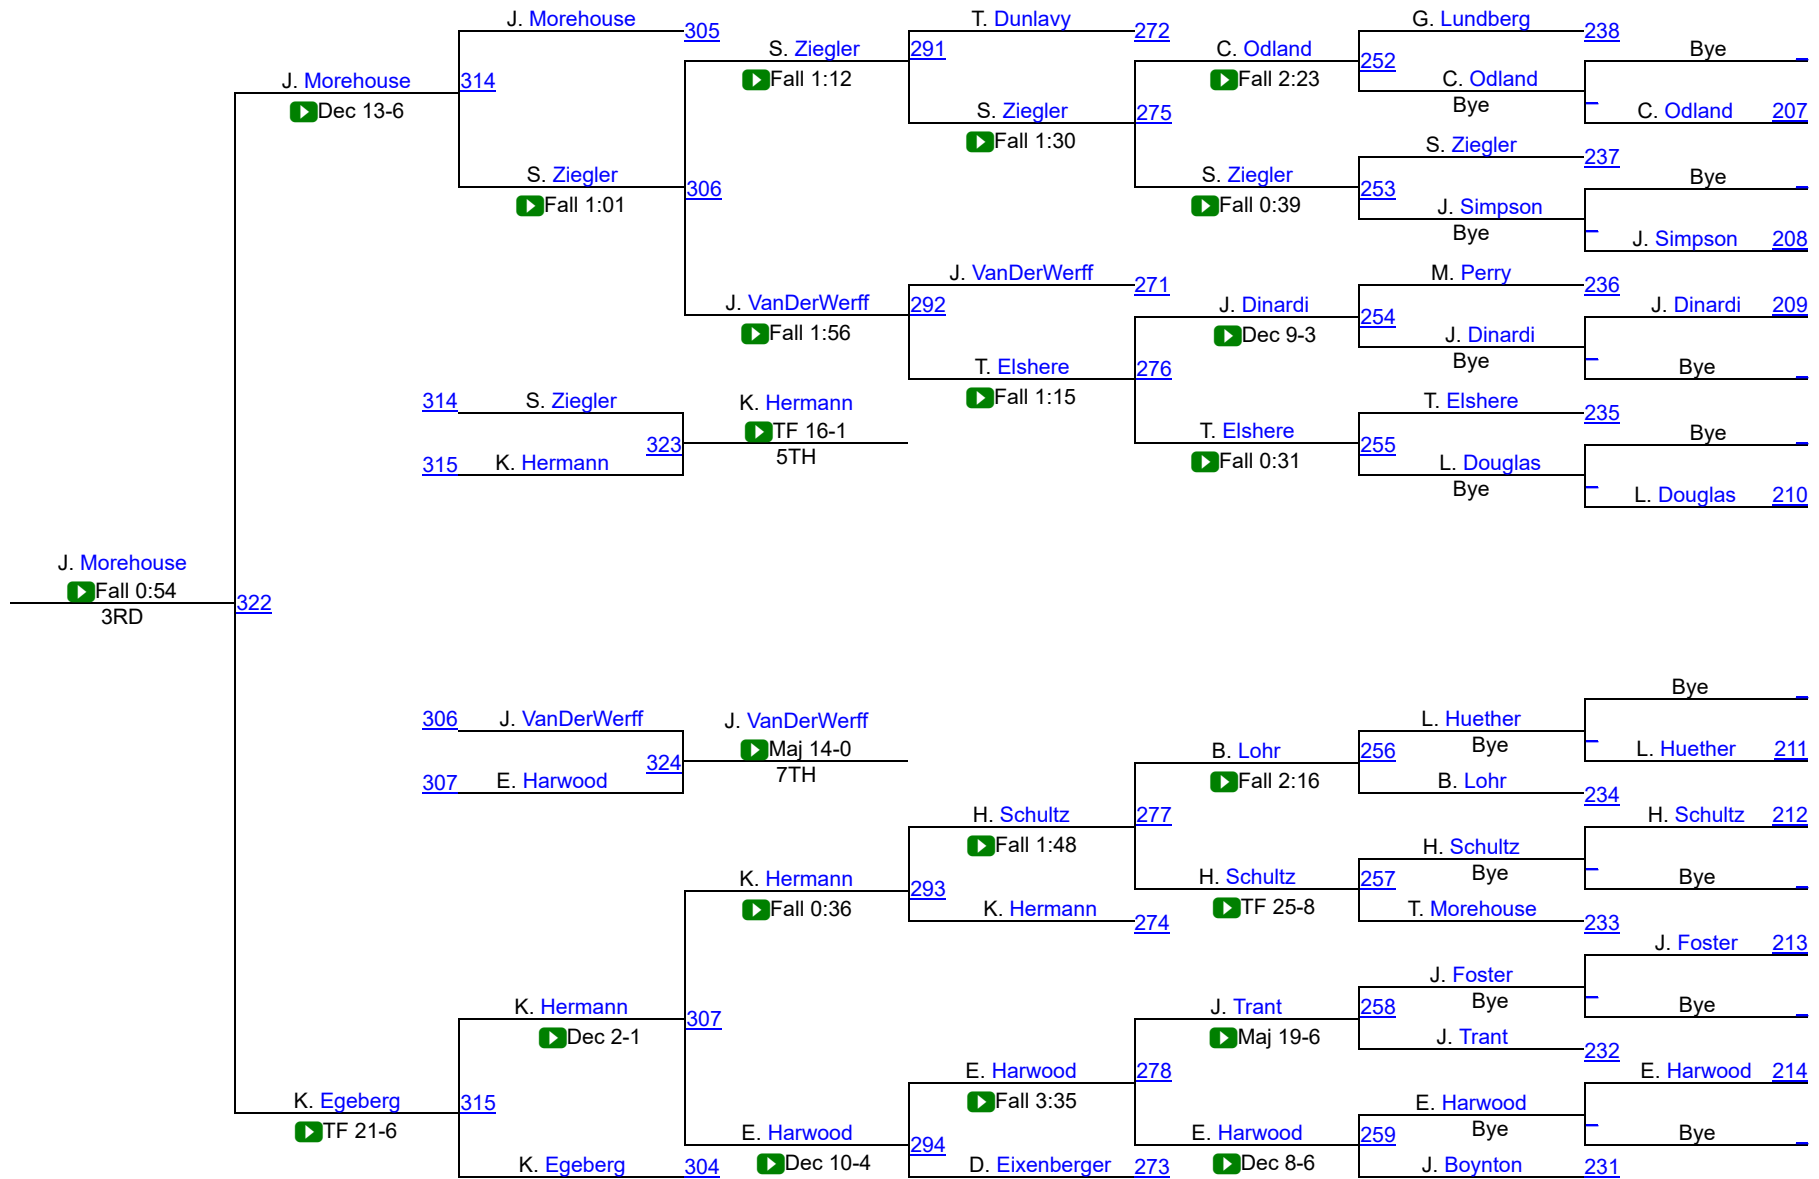 J. Morehouse 305
T. Dunlavy 272
G. Lundberg 238
S. Ziegler 291
C. Odland 252
Bye
J. Morehouse 314
Fall 1:12
Fall 2:23
C. Odland
Dec 13-6
Bye
S. Ziegler 275
C. Odland 207
Fall 1:30
S. Ziegler 237
S. Ziegler 306
S. Ziegler 253
Bye
Fall 1:01
Fall 0:39
J. Simpson
Bye
J. Simpson 208
J. VanDerWerff 271
M. Perry 236
J. VanDerWerff 292
J. Dinardi 254
J. Dinardi 209
Fall 1:56
Dec 9-3
J. Dinardi
Bye
T. Elshere 276
Bye
Fall 1:15
314 S. Ziegler
K. Hermann
T. Elshere 235
TF 16-1
T. Elshere 255
Bye
323
5TH
Fall 0:31
315 K. Hermann
L. Douglas
Bye
L. Douglas 210
J. Morehouse
Fall 0:54
322
3RD
Bye
306 J. VanDerWerff
J. VanDerWerff
L. Huether
Maj 14-0
B. Lohr 256
Bye
L. Huether 211
324
7TH
Fall 2:16
307 E. Harwood
B. Lohr 234
H. Schultz 277
H. Schultz 212
Fall 1:48
H. Schultz
K. Hermann 293
H. Schultz 257
Bye
Bye
Fall 0:36
TF 25-8
K. Hermann 274
T. Morehouse 233
J. Foster 213
J. Foster
K. Hermann 307
J. Trant 258
Bye
Bye
Dec 2-1
Maj 19-6
J. Trant 232
E. Harwood 278
E. Harwood 214
K. Egeberg 315
Fall 3:35
E. Harwood
TF 21-6
E. Harwood 294
E. Harwood 259
Bye
Bye
K. Egeberg 304
Dec 10-4
D. Eixenberger 273
Dec 8-6
J. Boynton 231